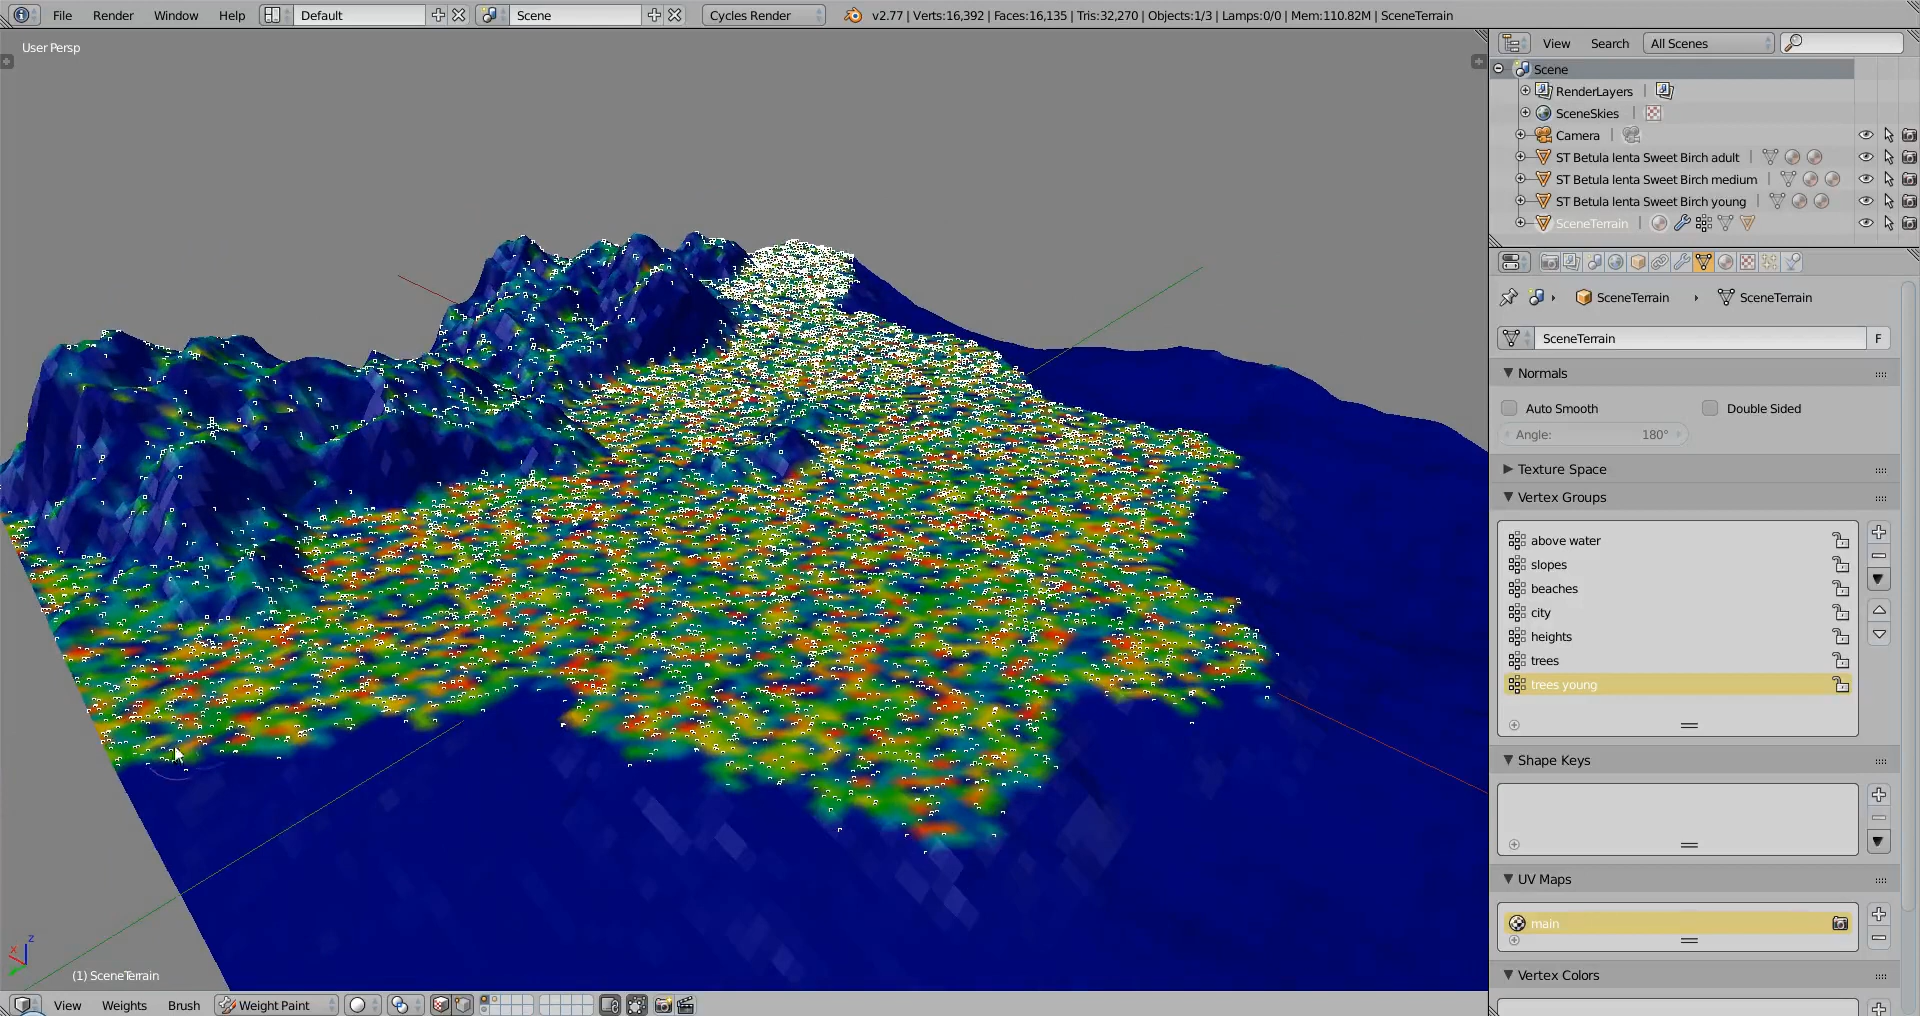 File Render Window Help Default Scene Cycles Render v2.77 | Verts:16,392 | Faces:16,135 | Tris:32,270 | Objects:1/3 | Lamps:0/0 | Mem:110.82M | SceneTerrain
User Persp
View Search All Scenes
Scene
RenderLayers
SceneSkies
Camera
ST Betula lenta Sweet Birch adult
ST Betula lenta Sweet Birch medium
ST Betula lenta Sweet Birch young
SceneTerrain
SceneTerrain SceneTerrain
SceneTerrain F
Normals
Auto Smooth Double Sided
Angle: 180°
Texture Space
Vertex Groups
above water
slopes
beaches
city
heights
trees
trees young
Shape Keys
UV Maps
main
Vertex Colors
z
x
(1) SceneTerrain
View Weights Brush Weight Paint